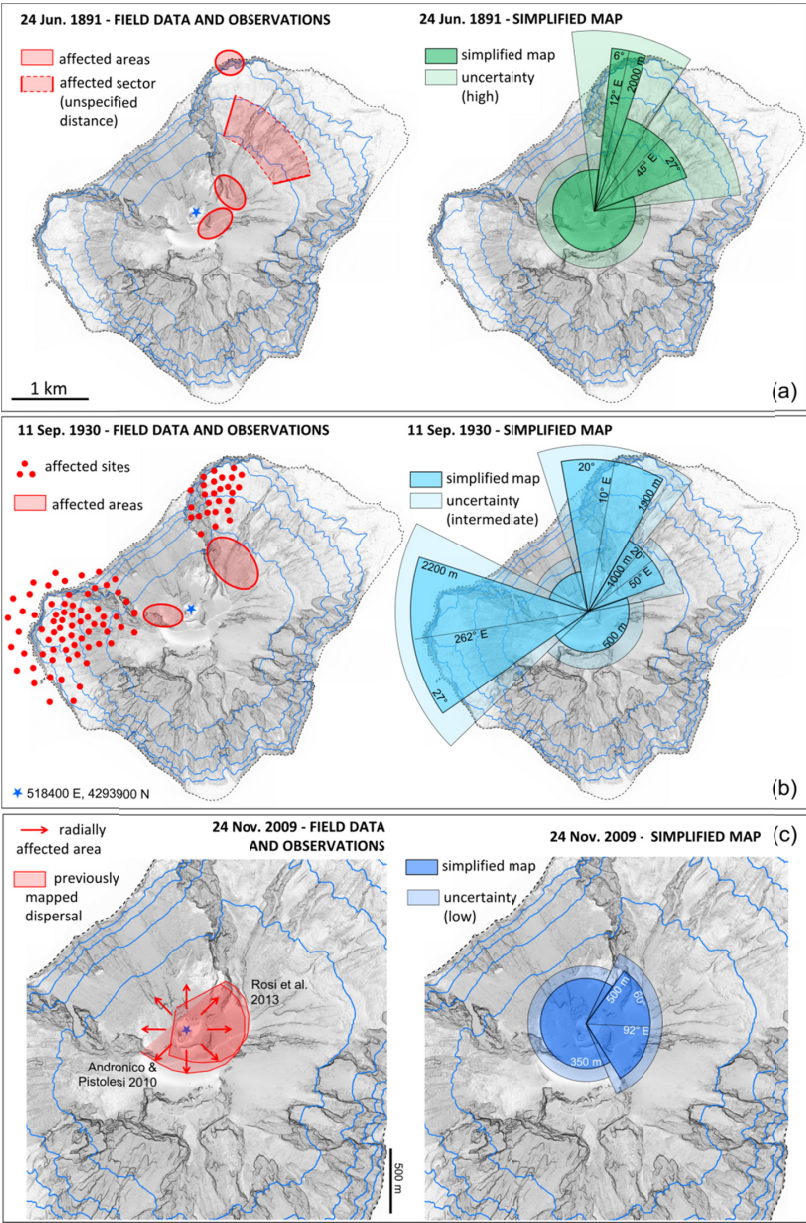 24 Jun. 1891 - FIELD DATA AND OBSERVATIONS
affected areas
affected sector
(unspecified
distance)
1 km
24 Jun. 1891 -SIMPLIFIED MAP
simplified map
uncertainty
(high)
6°
12° E
2000 m
48° E
27°
(a)
11 Sep. 1930 - FIELD DATA AND OBSERVATIONS
affected sites
affected areas
518400 E, 4293900 N
11 Sep. 1930 - SIMPLIFIED MAP
simplified map
uncertainty
(intermediate)
20°
10° E
1900 m
1000 m
20°
50° E
2200 m
262° E
500 m
27°
(b)
24 Nov. 2009 - FIELD DATA
AND OBSERVATIONS
radially
affected area
previously
mapped
dispersal
Rosi et al.
2013
Andronico &
Pistolesi 2010
500 m
24 Nov. 2009 - SIMPLIFIED MAP
(c)
simplified map
uncertainty
(low)
500 m
60°
92° E
350 m